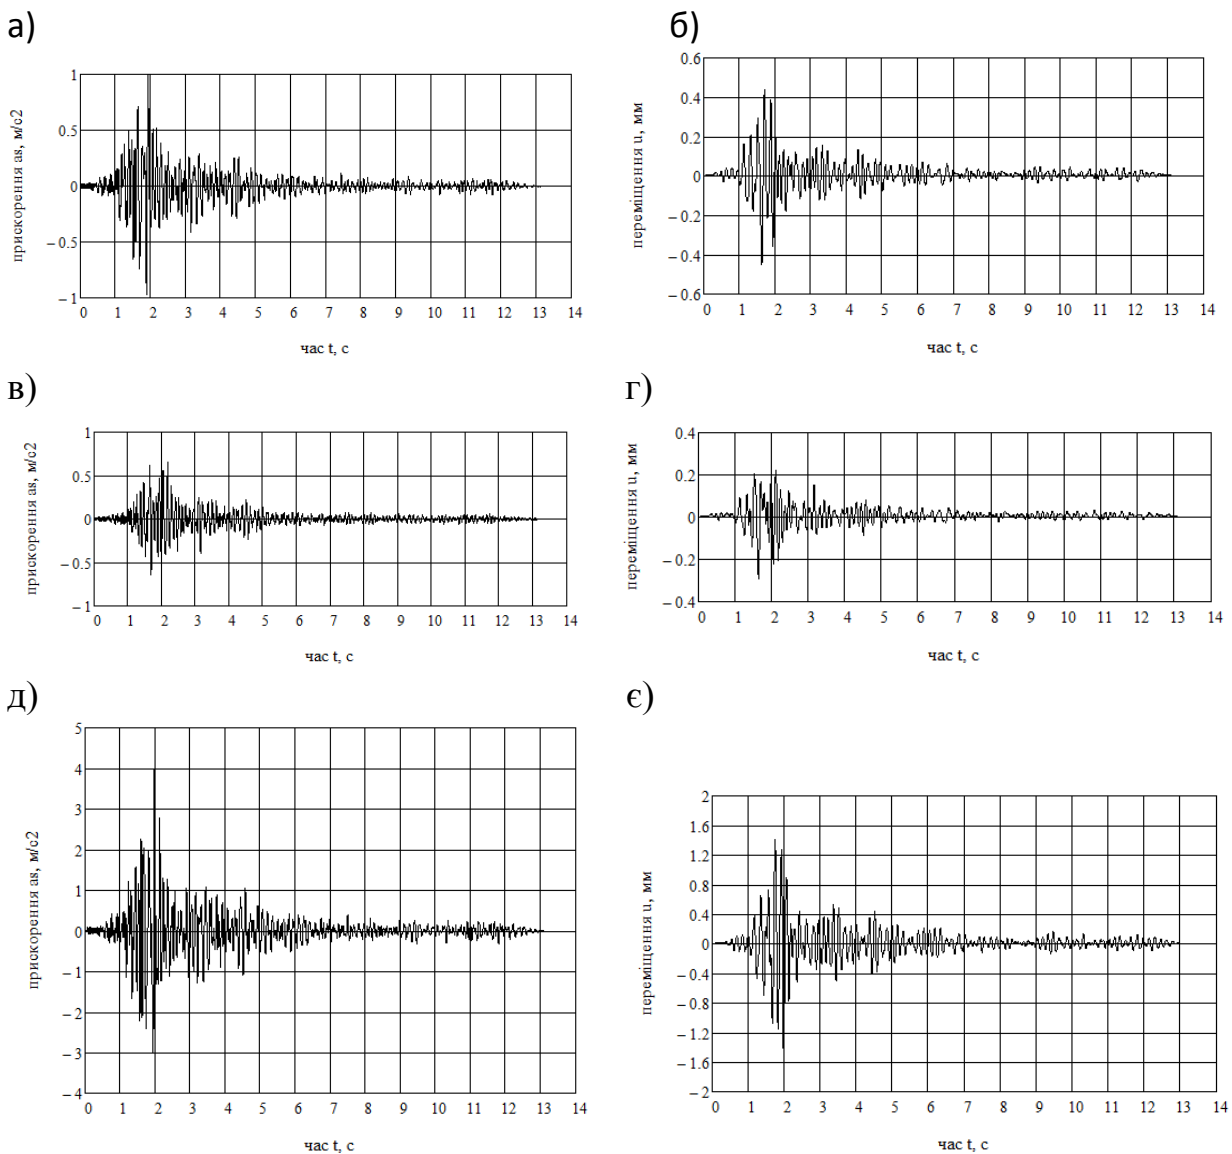 а)
б)
прискорення as, м/с2
1
0.5
0
– 0.5
– 1
0 1 2 3 4 5 6 7 8 9 10 11 12 13 14
час t, с
переміщення u, мм
0.6
0.4
0.2
0
– 0.2
– 0.4
– 0.6
0 1 2 3 4 5 6 7 8 9 10 11 12 13 14
час t, с
в)
г)
прискорення as, м/с2
1
0.5
0
– 0.5
– 1
0 1 2 3 4 5 6 7 8 9 10 11 12 13 14
час t, с
переміщення u, мм
0.4
0.2
0
– 0.2
– 0.4
0 1 2 3 4 5 6 7 8 9 10 11 12 13 14
час t, с
д)
є)
прискорення as, м/с2
5
4
3
2
1
0
– 1
– 2
– 3
– 4
0 1 2 3 4 5 6 7 8 9 10 11 12 13 14
час t, с
переміщення u, мм
2
1.6
1.2
0.8
0.4
0
– 0.4
– 0.8
– 1.2
– 1.6
– 2
0 1 2 3 4 5 6 7 8 9 10 11 12 13 14
час t, с